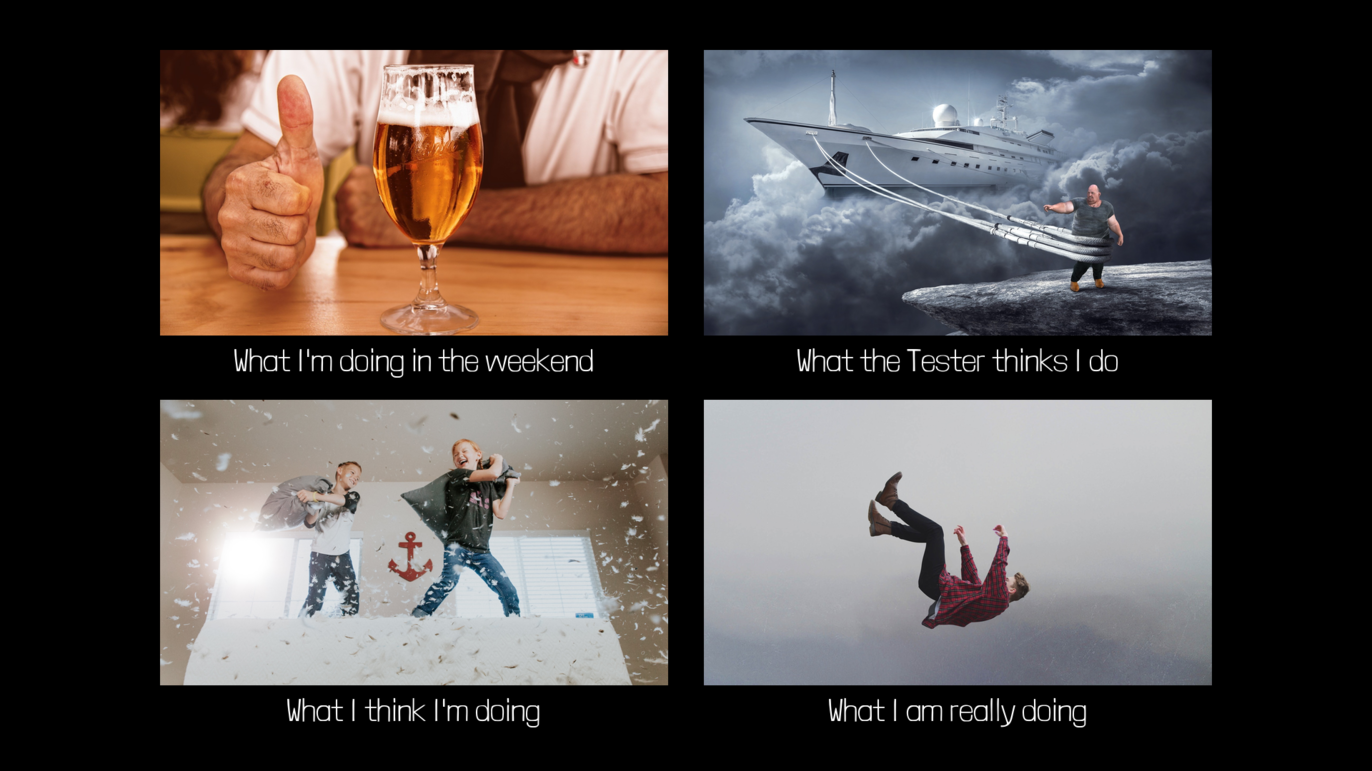 What I'm doing in the weekend
What the Tester thinks I do
What I think I'm doing
What I am really doing